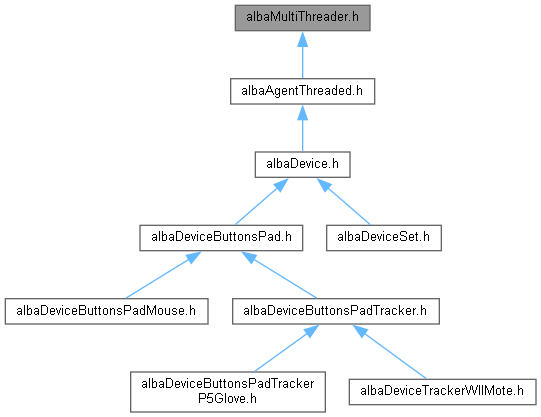 albaMultiThreader.h
albaAgentThreaded.h
albaDevice.h
albaDeviceButtonsPad.h
albaDeviceSet.h
albaDeviceButtonsPadMouse.h
albaDeviceButtonsPadTracker.h
albaDeviceButtonsPadTracker
P5Glove.h
albaDeviceTrackerWIIMote.h